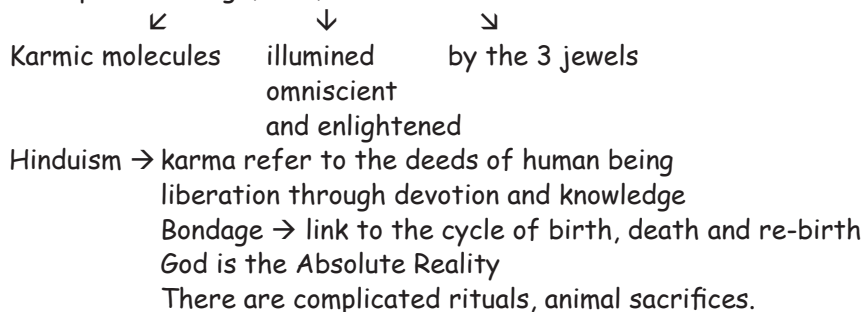 ↙ ↓ ↘
Karmic molecules illumined by the 3 jewels
omniscient
and enlightened
Hinduism → karma refer to the deeds of human being
liberation through devotion and knowledge
Bondage → link to the cycle of birth, death and re-birth
God is the Absolute Reality
There are complicated rituals, animal sacrifices.